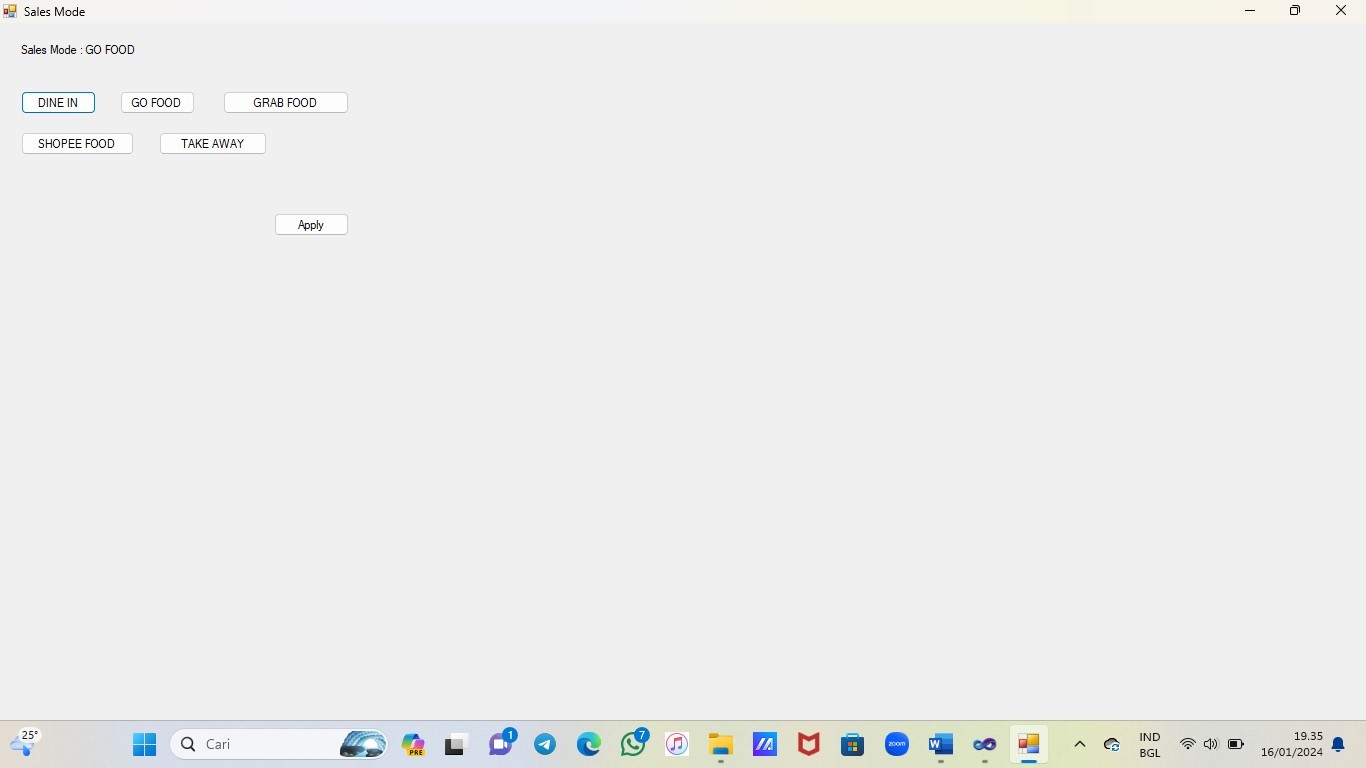 Sales Mode
Sales Mode : GO FOOD
DINE IN GO FOOD GRAB FOOD
SHOPEE FOOD TAKE AWAY
Apply
25°
Cari
PRE
1
7
zoom
W
IND
BGL
19.35
16/01/2024